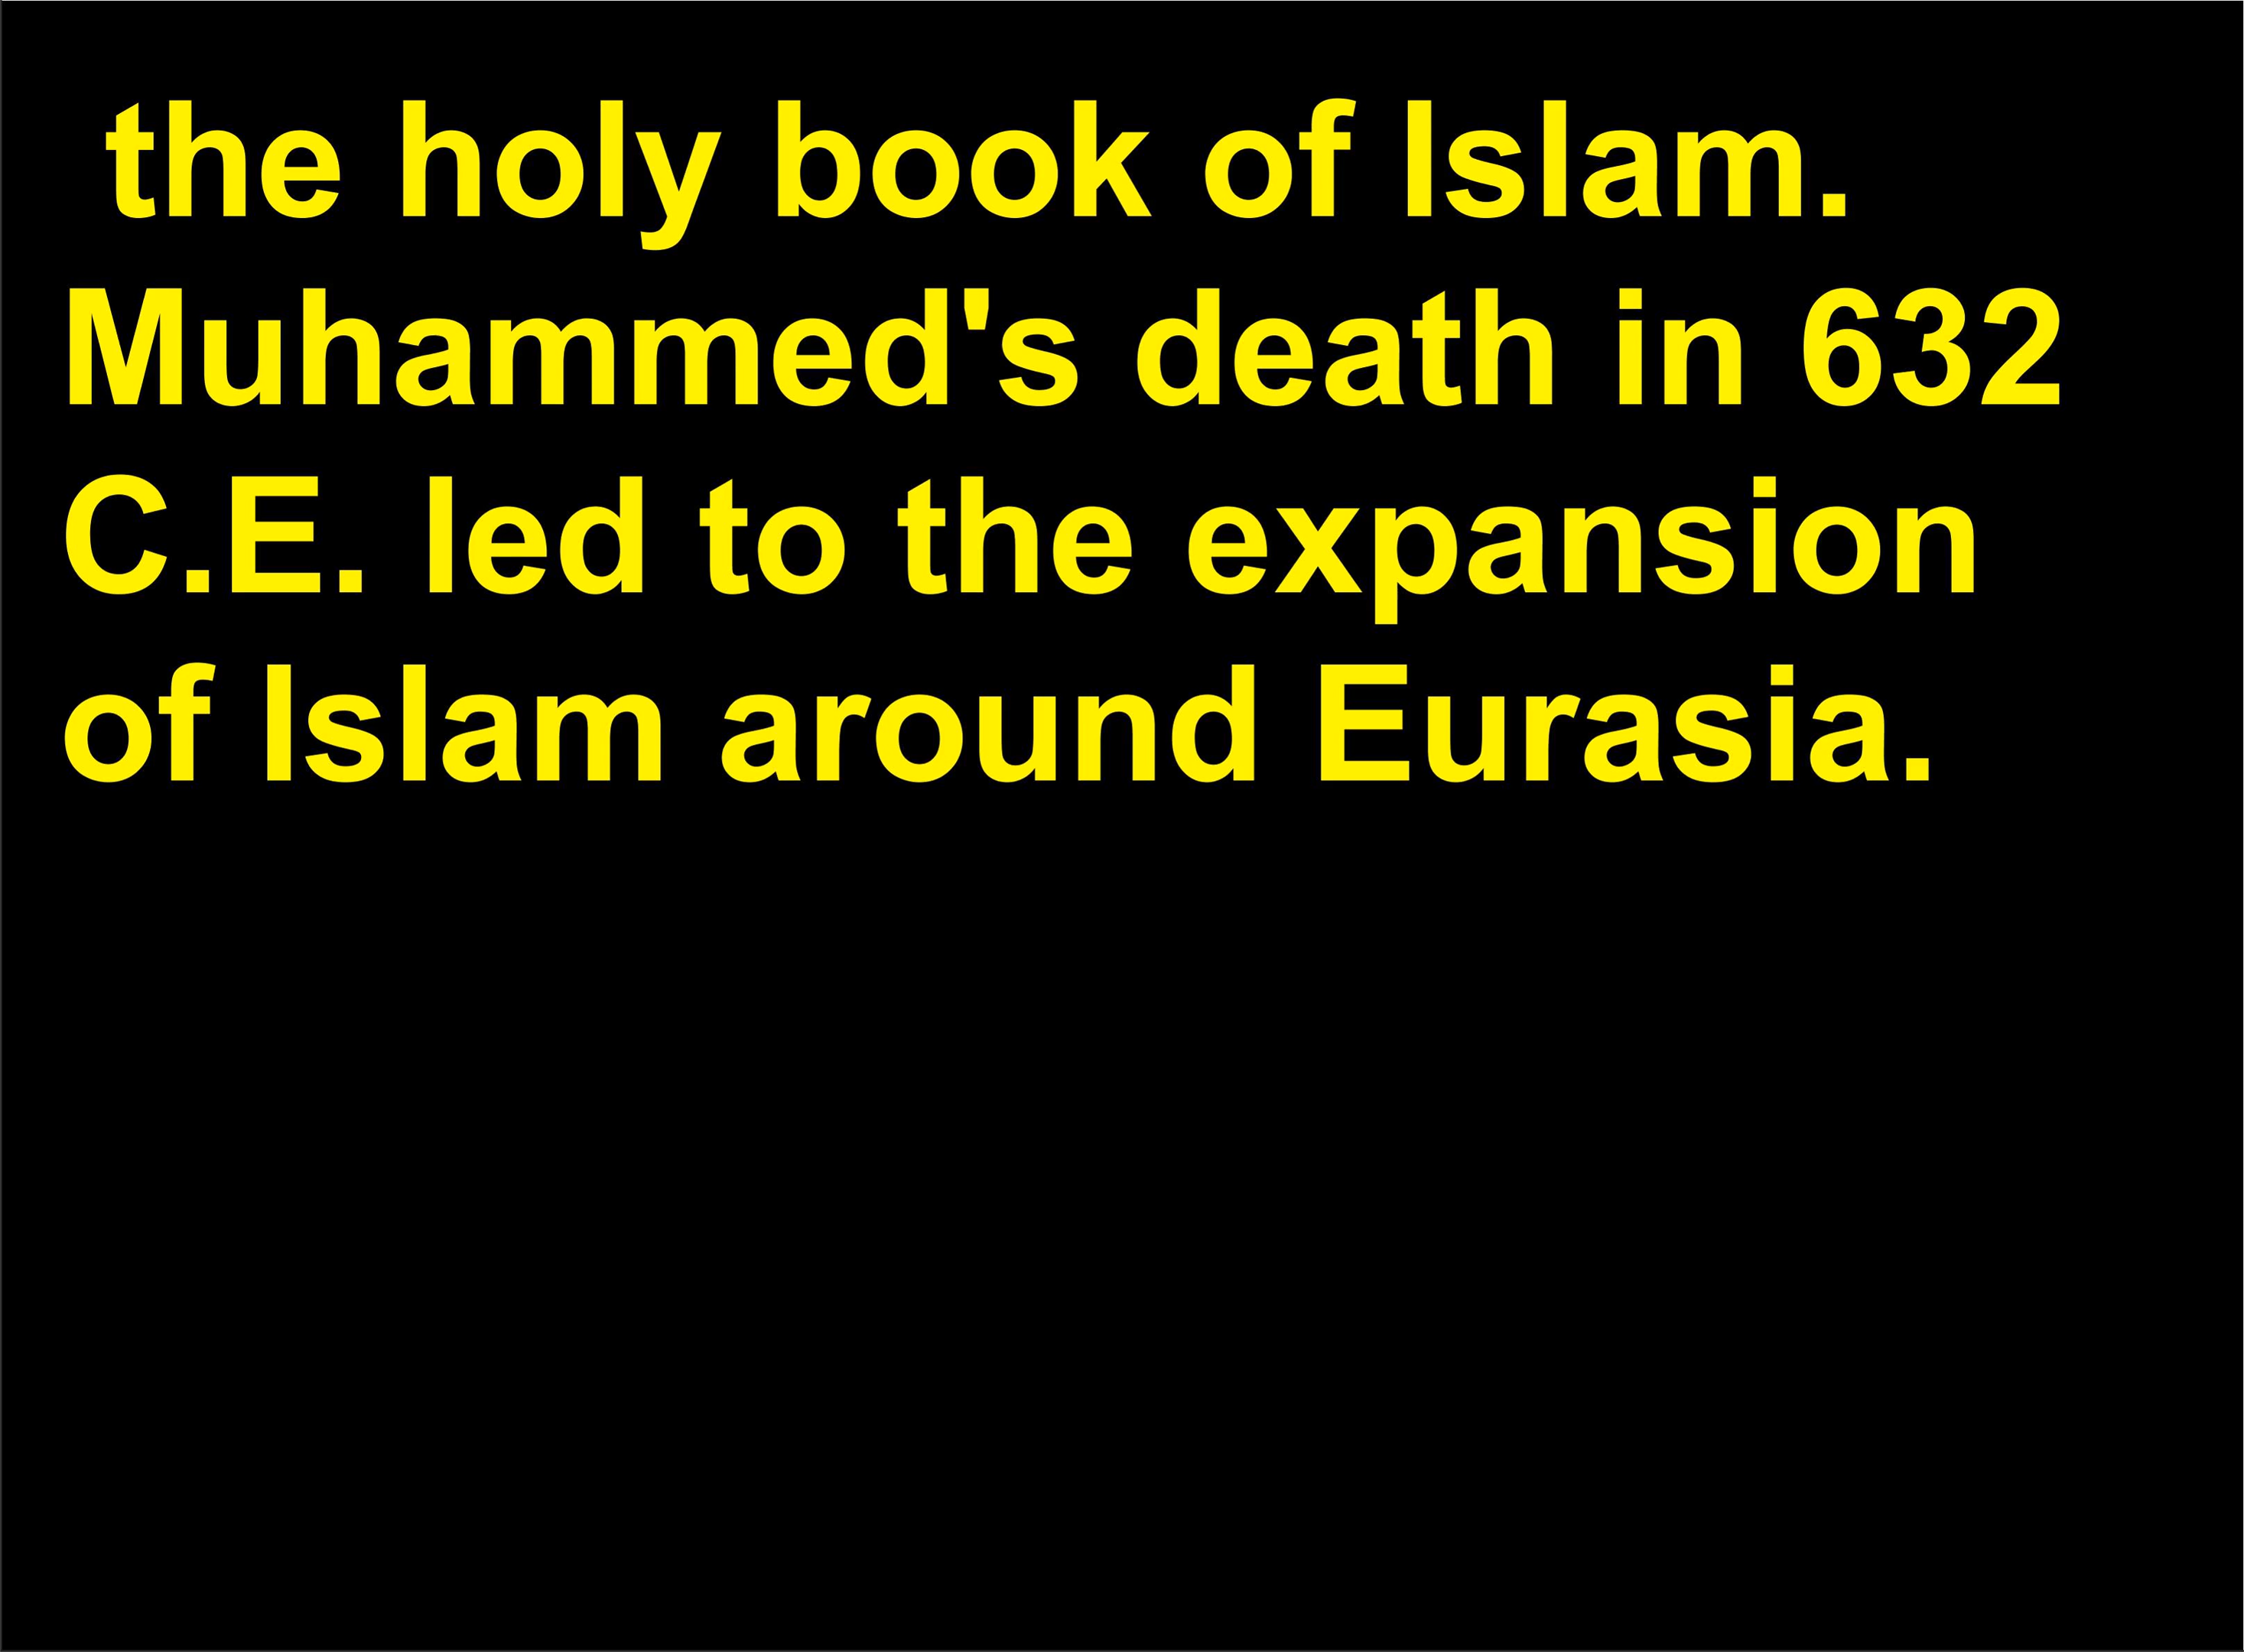 the holy book of Islam.
Muhammed's death in 632
C.E. led to the expansion
of Islam around Eurasia.